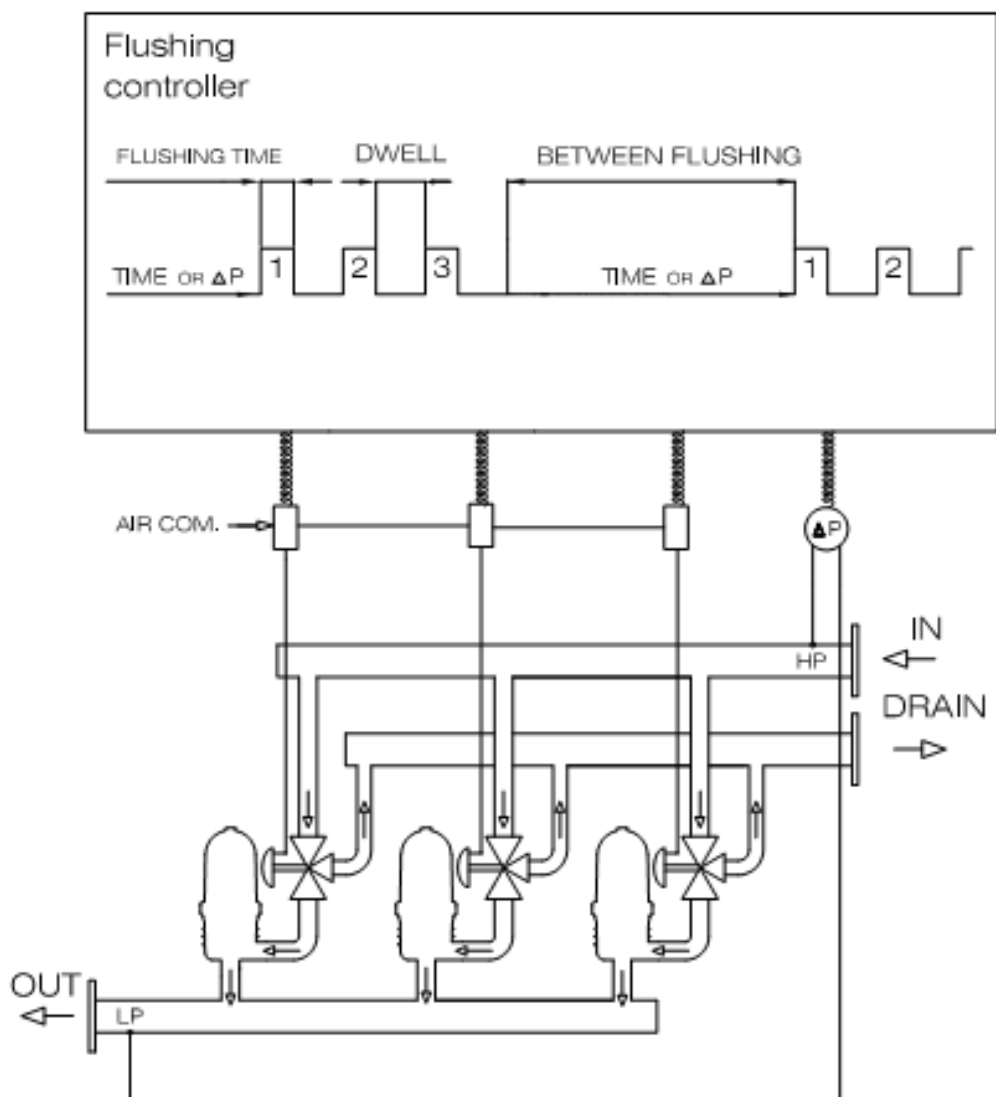 Flushing
controller
FLUSHING TIME
DWELL
BETWEEN FLUSHING
1
2
3
1
2
TIME OR ΔP
TIME OR ΔP
AIR COM.
ΔP
IN
HP
DRAIN
OUT
LP